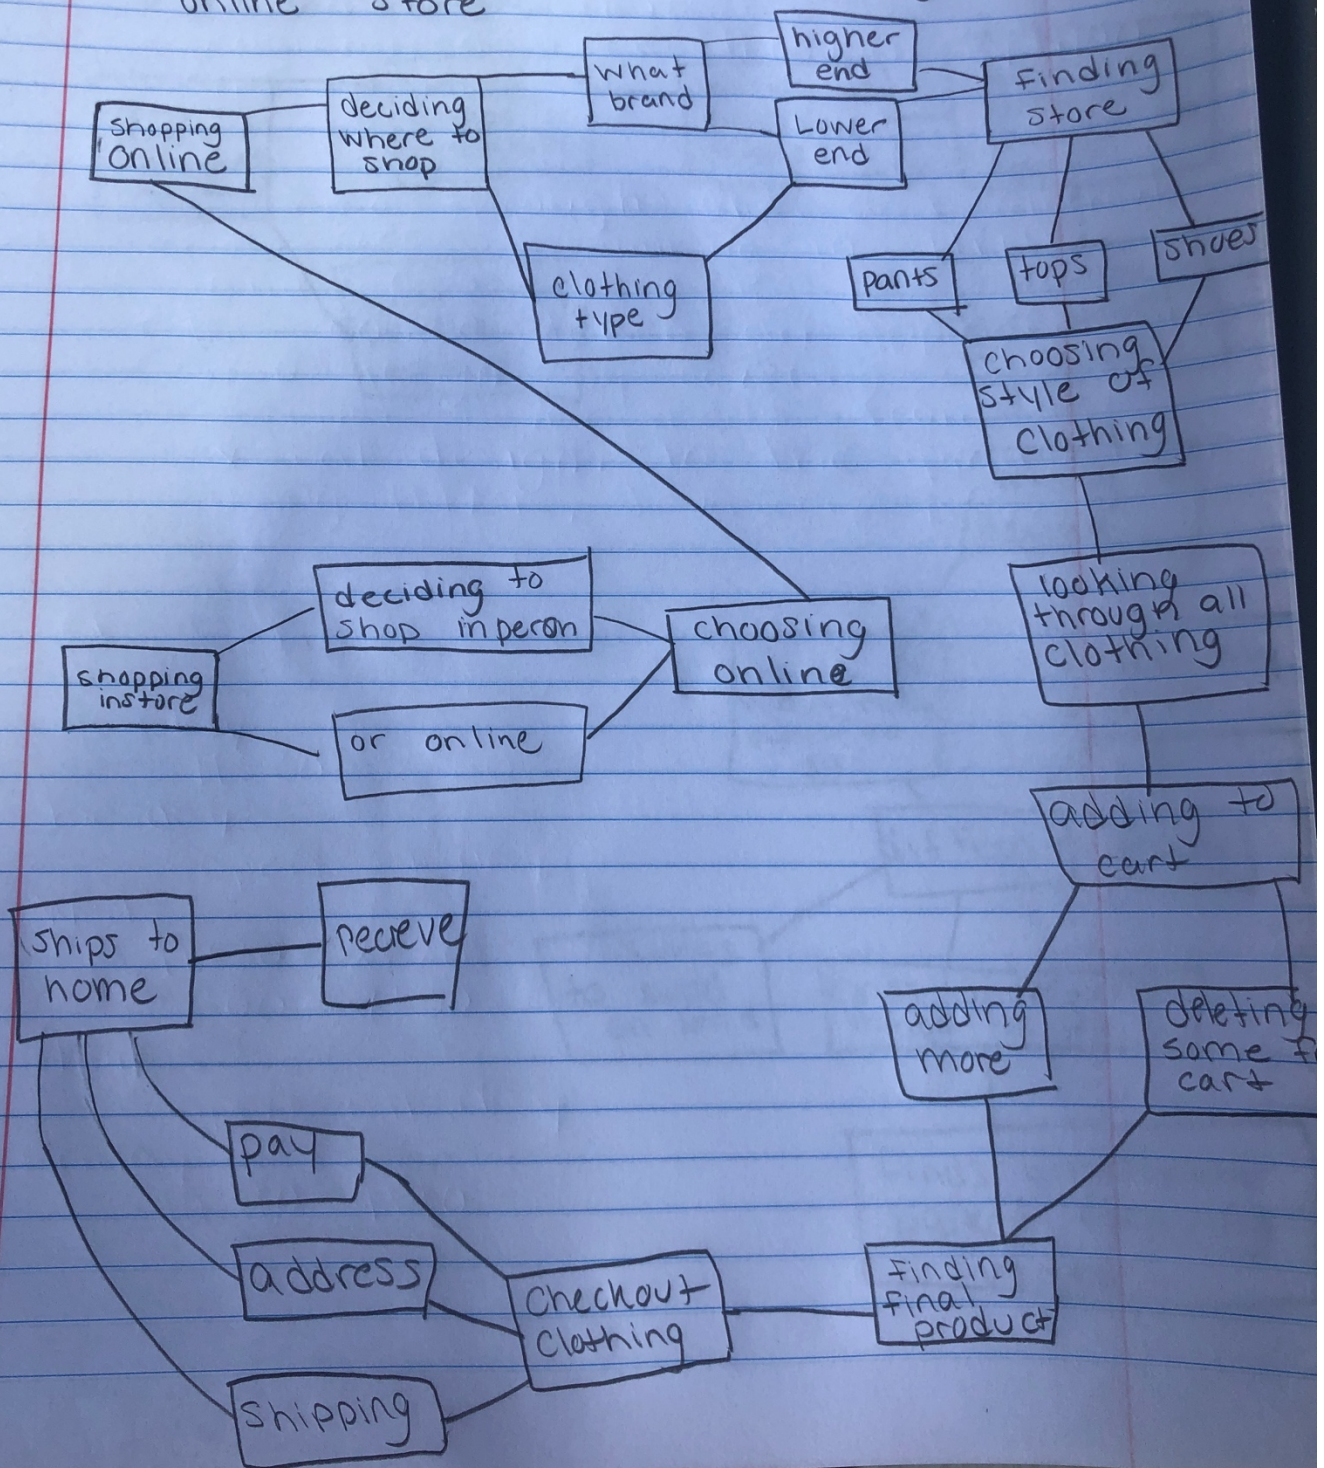 online store
higher
end
what
brand
finding
store
deciding
where to
shop
shopping
online
Lower
end
clothing
type
pants
tops
shoes
choosing
style of
clothing
deciding to
shop in peron
choosing
online
looking
through all
clothing
shopping
instore
or online
adding to
cart
ships to
home
recieve
adding
more
deleting
some
cart
pay
address
checkout
clothing
finding
final
product
shipping